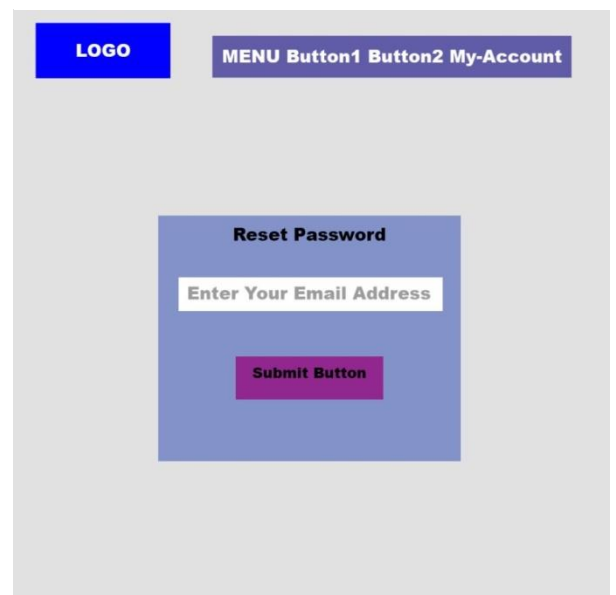 LOGO
MENU Button1 Button2 My-Account
Reset Password
Enter Your Email Address
Submit Button